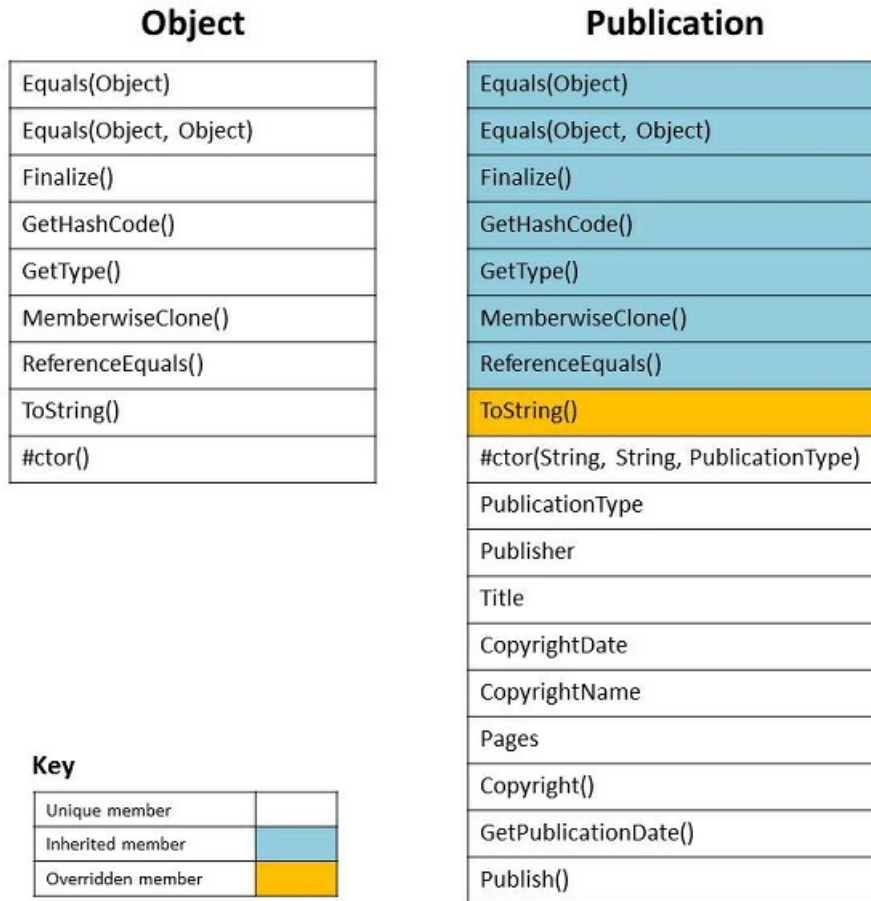 Object
Equals(Object)
Equals(Object, Object)
Finalize()
GetHashCode()
GetType()
MemberwiseClone()
ReferenceEquals()
ToString()
#ctor()
Publication
Equals(Object)
Equals(Object, Object)
Finalize()
GetHashCode()
GetType()
MemberwiseClone()
ReferenceEquals()
ToString()
#ctor(String, String, PublicationType)
PublicationType
Publisher
Title
CopyrightDate
CopyrightName
Pages
Copyright()
GetPublicationDate()
Publish()
Key
Unique member
Inherited member
Overridden member